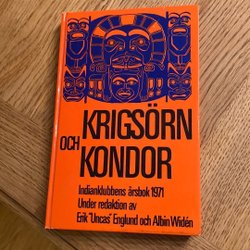 KRIGSÖRN
OCH
KONDOR
Indianklubbens årsbok 1971
Under redaktion av
Erik "Uncas" Englund och Albin Widén